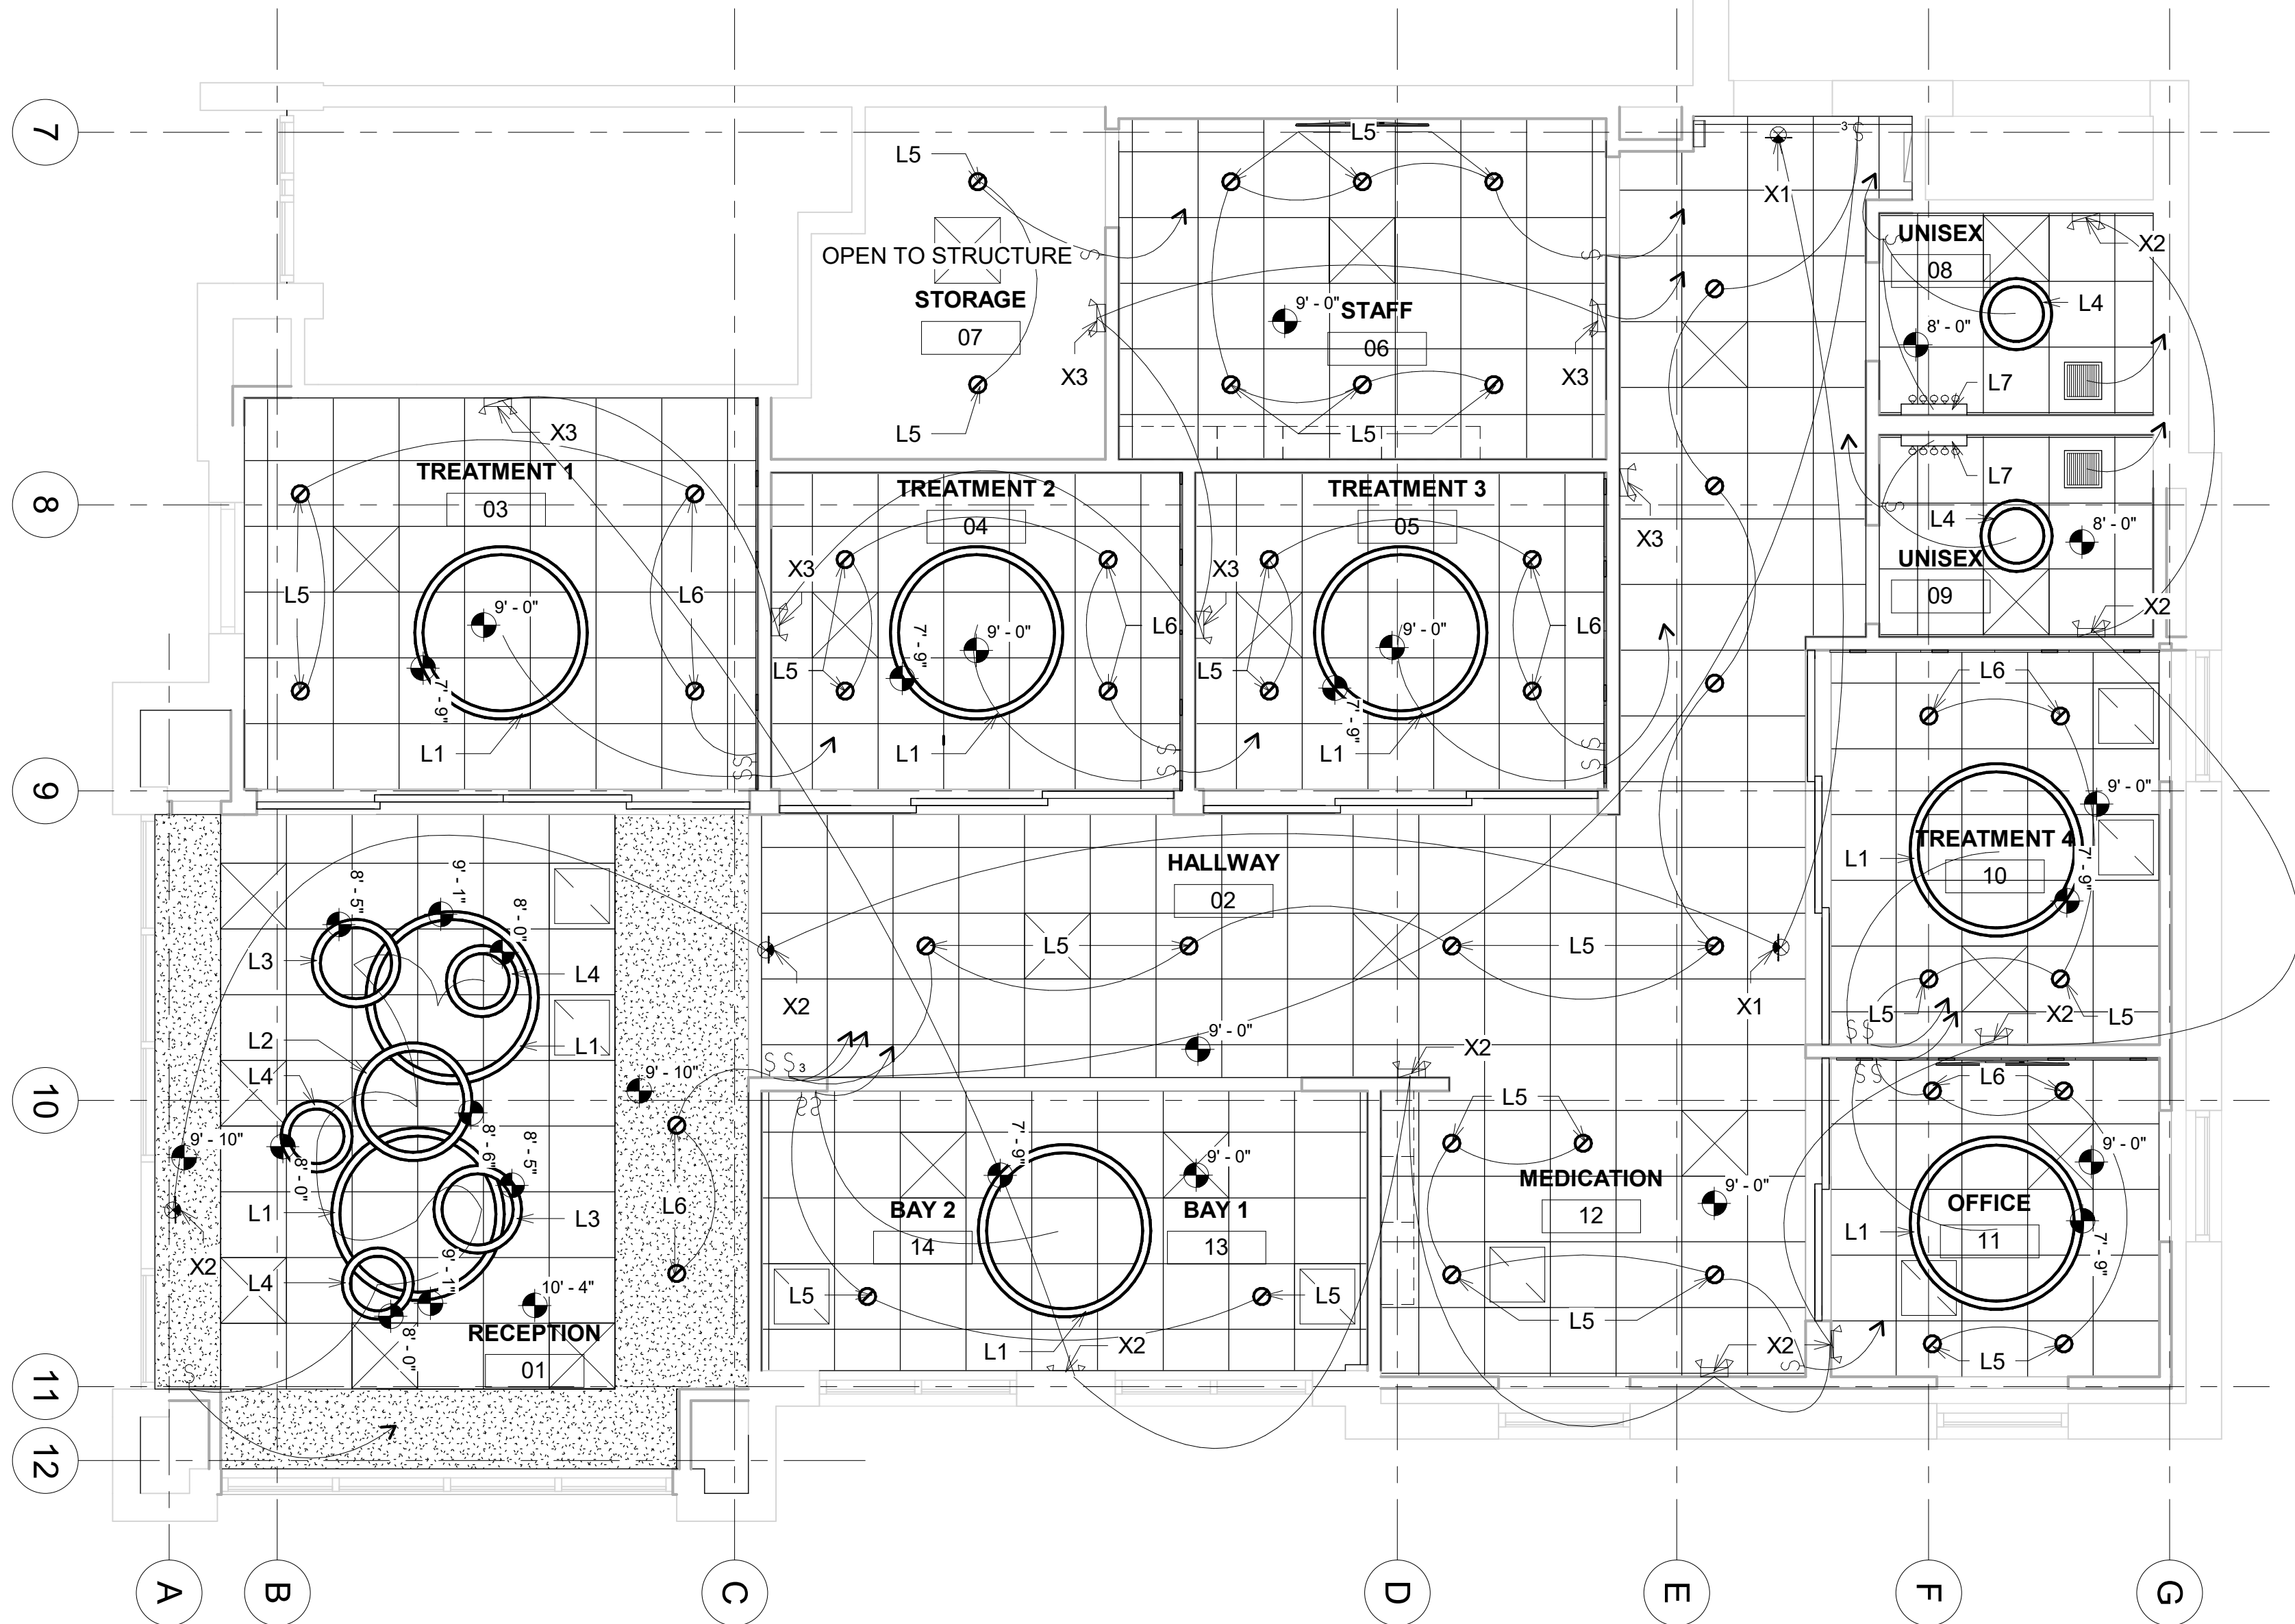 7
L5
L5
3
S
X1
UNISEX
08
X2
L4
8' - 0"
L7
OPEN TO STRUCTURE
S
S
S
STORAGE
07
9' - 0"
STAFF
06
X3
X3
L5
L5
X3
TREATMENT 1
03
8
TREATMENT 2
04
TREATMENT 3
05
X3
L7
S
L4
8' - 0"
UNISEX
09
X2
X3
X3
L5
9' - 0"
L6
7' - 9"
L1
L5
7' - 9"
9' - 0"
L6
L1
L5
9' - 0"
L6
7' - 9"
L1
S
S
S
S
S
S
L6
9
9' - 0"
TREATMENT 4
10
L1
7' - 9"
HALLWAY
02
8' - 5"
9' - 1"
8' - 0"
L3
L4
L5
L5
X2
X1
L5
X2
L5
S S
L2
L1
L4
9' - 10"
9' - 0"
X2
S S 3
S S
S S
L6
10
L5
9' - 10"
8' - 0"
8' - 6"
8' - 5"
7' - 9"
9' - 0"
MEDICATION
12
9' - 0"
9' - 0"
OFFICE
11
L1
7' - 9"
L1
L3
L6
BAY 2
14
BAY 1
13
X2
L4
9' - 1"
10' - 4"
L5
L5
L5
8' - 0"
RECEPTION
01
L1
X2
X2
S
L5
S
11
12
A
B
C
D
E
F
G